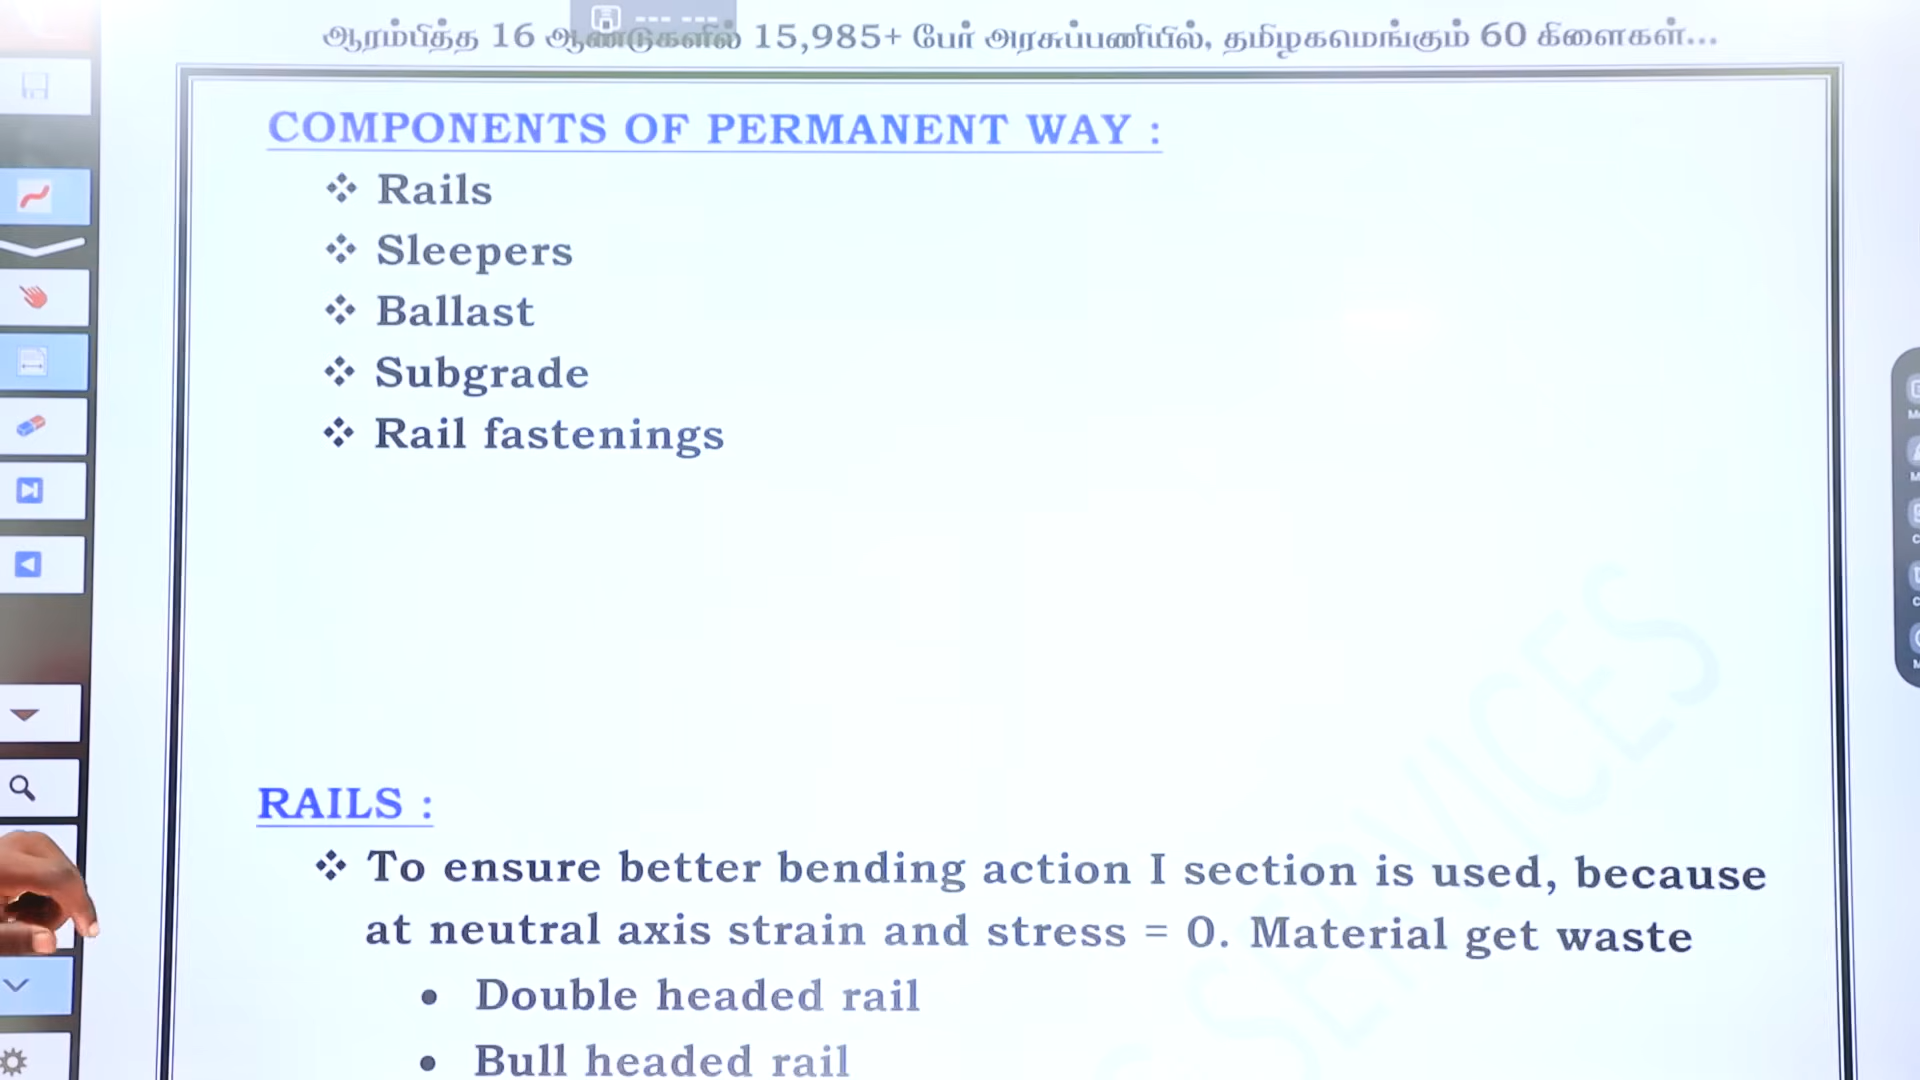 ஆரம்பித்த 16 ஆண்டுகளில் 15,985+ பேர் அரசுப்பணியில், தமிழகமெங்கும் 60 கிளைகள்...
COMPONENTS OF PERMANENT WAY :
❖ Rails
❖ Sleepers
❖ Ballast
❖ Subgrade
❖ Rail fastenings
RAILS :
❖ To ensure better bending action I section is used, because
at neutral axis strain and stress = 0. Material get waste
• Double headed rail
• Bull headed rail
SERVICES